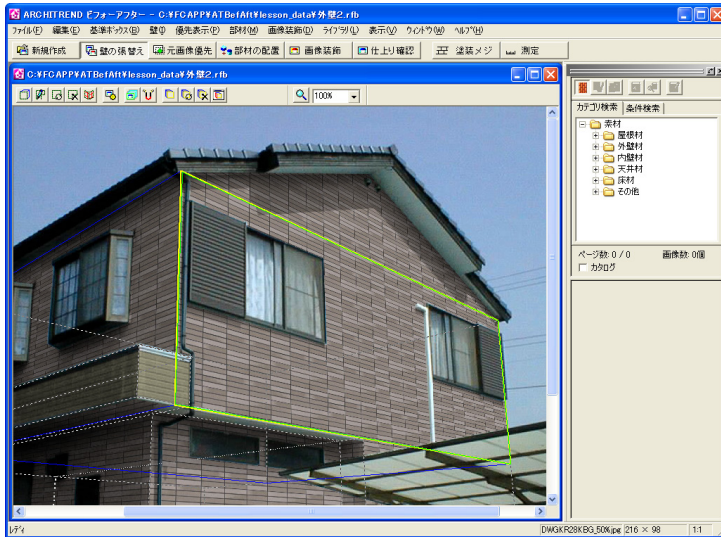 ARCHITREND ビフォーアフター - C:¥FCAPP¥ATBefAft¥lesson_data¥外壁2.rfb
ファイル(F) 編集(E) 基準ボックス(B) 壁(I) 優先表示(P) 部材(M) 画像装飾(D) ライブラリ(L) 表示(V) ウィンドウ(W) ヘルプ(H)
新規作成 壁の張替え 元画像優先 部材の配置 画像装飾 仕上り確認 塗装メジ 測定
C:¥FCAPP¥ATBefAft¥lesson_data¥外壁2.rfb
100%
カテゴリ検索 条件検索
素材
屋根材
外壁材
内壁材
天井材
床材
その他
ページ数: 0 / 0 画像数: 0個
カタログ
レディ DWGKR28KBG_50%.jpg 216 × 98 1:1